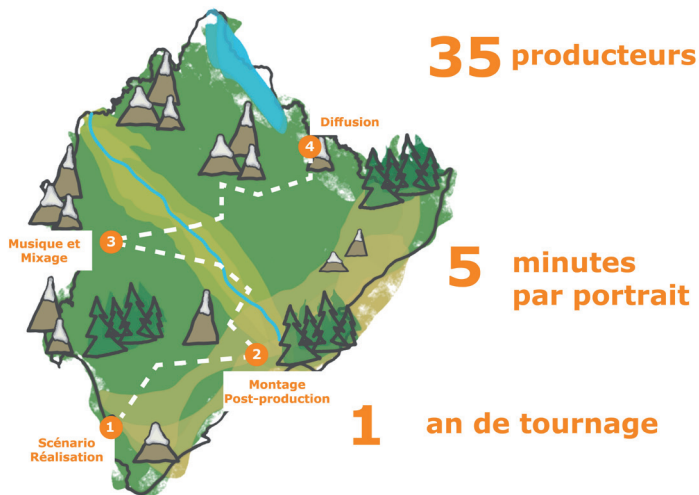 35 producteurs
Diffusion
4
Musique et
Mixage
3
5 minutes
par portrait
2
Montage
Post-production
1 an de tournage
1
Scénario
Réalisation